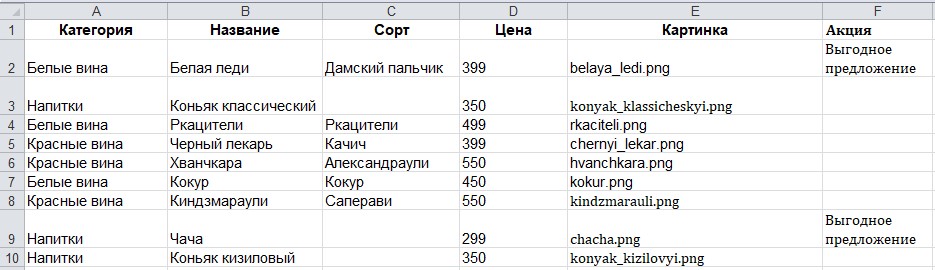 A B C D E F
1 Категория Название Сорт Цена Картинка Акция
2 Белые вина Белая леди Дамский пальчик 399 belaya_ledi.png Выгодное предложение
3 Напитки Коньяк классический 350 konyak_klassicheskyi.png
4 Белые вина Ркацители Ркацители 499 rkaciteli.png
5 Красные вина Черный лекарь Качич 399 chernyi_lekar.png
6 Красные вина Хванчкара Александраули 550 hvanchkara.png
7 Белые вина Кокур Кокур 450 kokur.png
8 Красные вина Киндзмараули Саперави 550 kindzmarauli.png
9 Напитки Чача 299 chacha.png Выгодное предложение
10 Напитки Коньяк кизиловый 350 konyak_kizilovyi.png